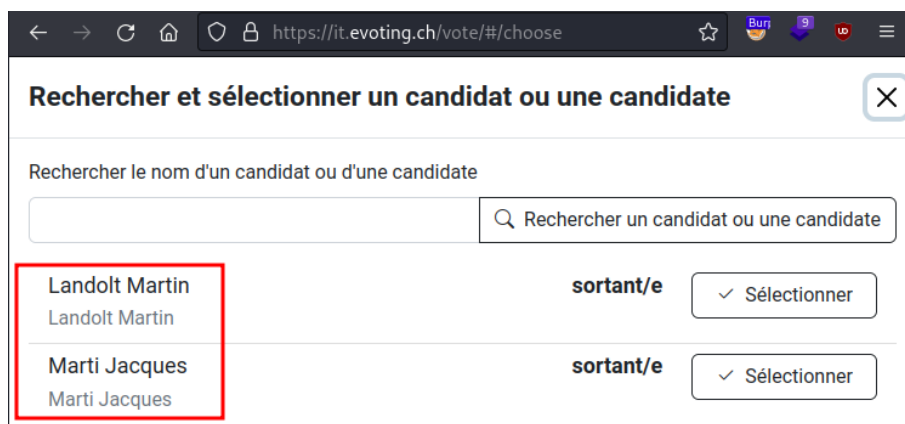 https://it.evoting.ch/vote/#/choose
Burp
9
Rechercher et sélectionner un candidat ou une candidate
Rechercher le nom d'un candidat ou d'une candidate
Rechercher un candidat ou une candidate
Landolt Martin
sortant/e
Sélectionner
Landolt Martin
Marti Jacques
sortant/e
Sélectionner
Marti Jacques